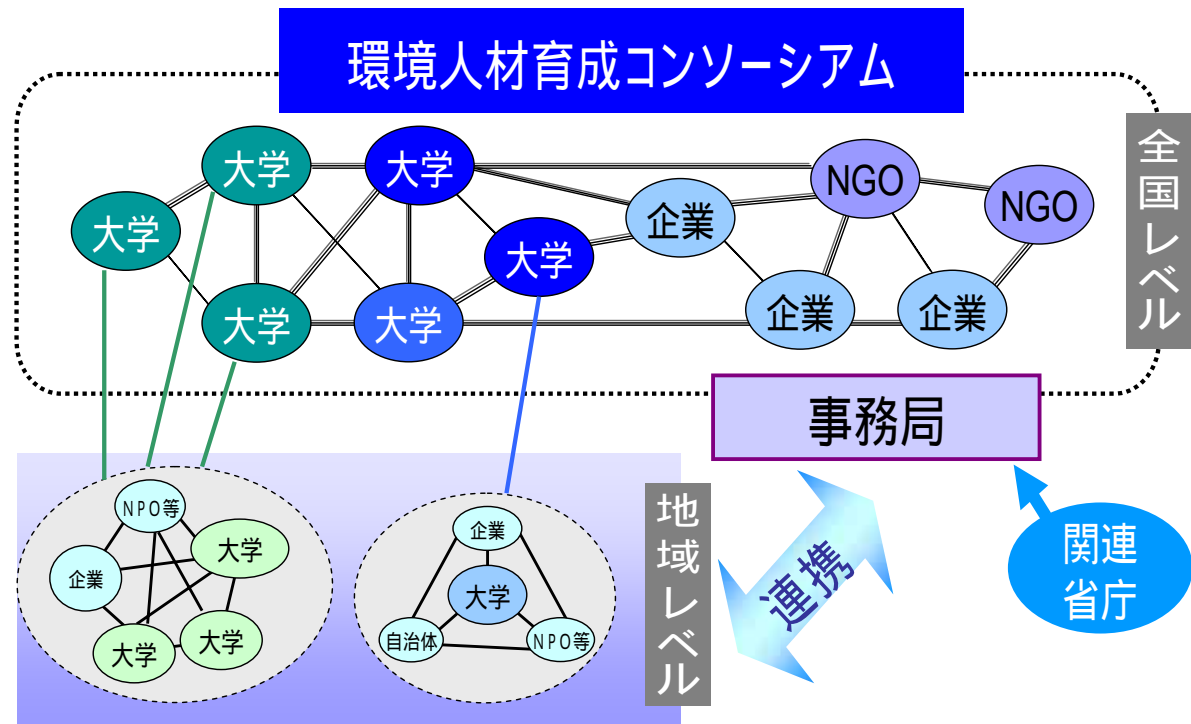 環境人材育成コンソーシアム
全国レベル
大学
大学
NGO
大学
企業
NGO
大学
大学
大学
大学
企業
企業
事務局
地域レベル
NPO等
大学
企業
大学
大学
企業
大学
自治体
NPO等
連携
関連
省庁